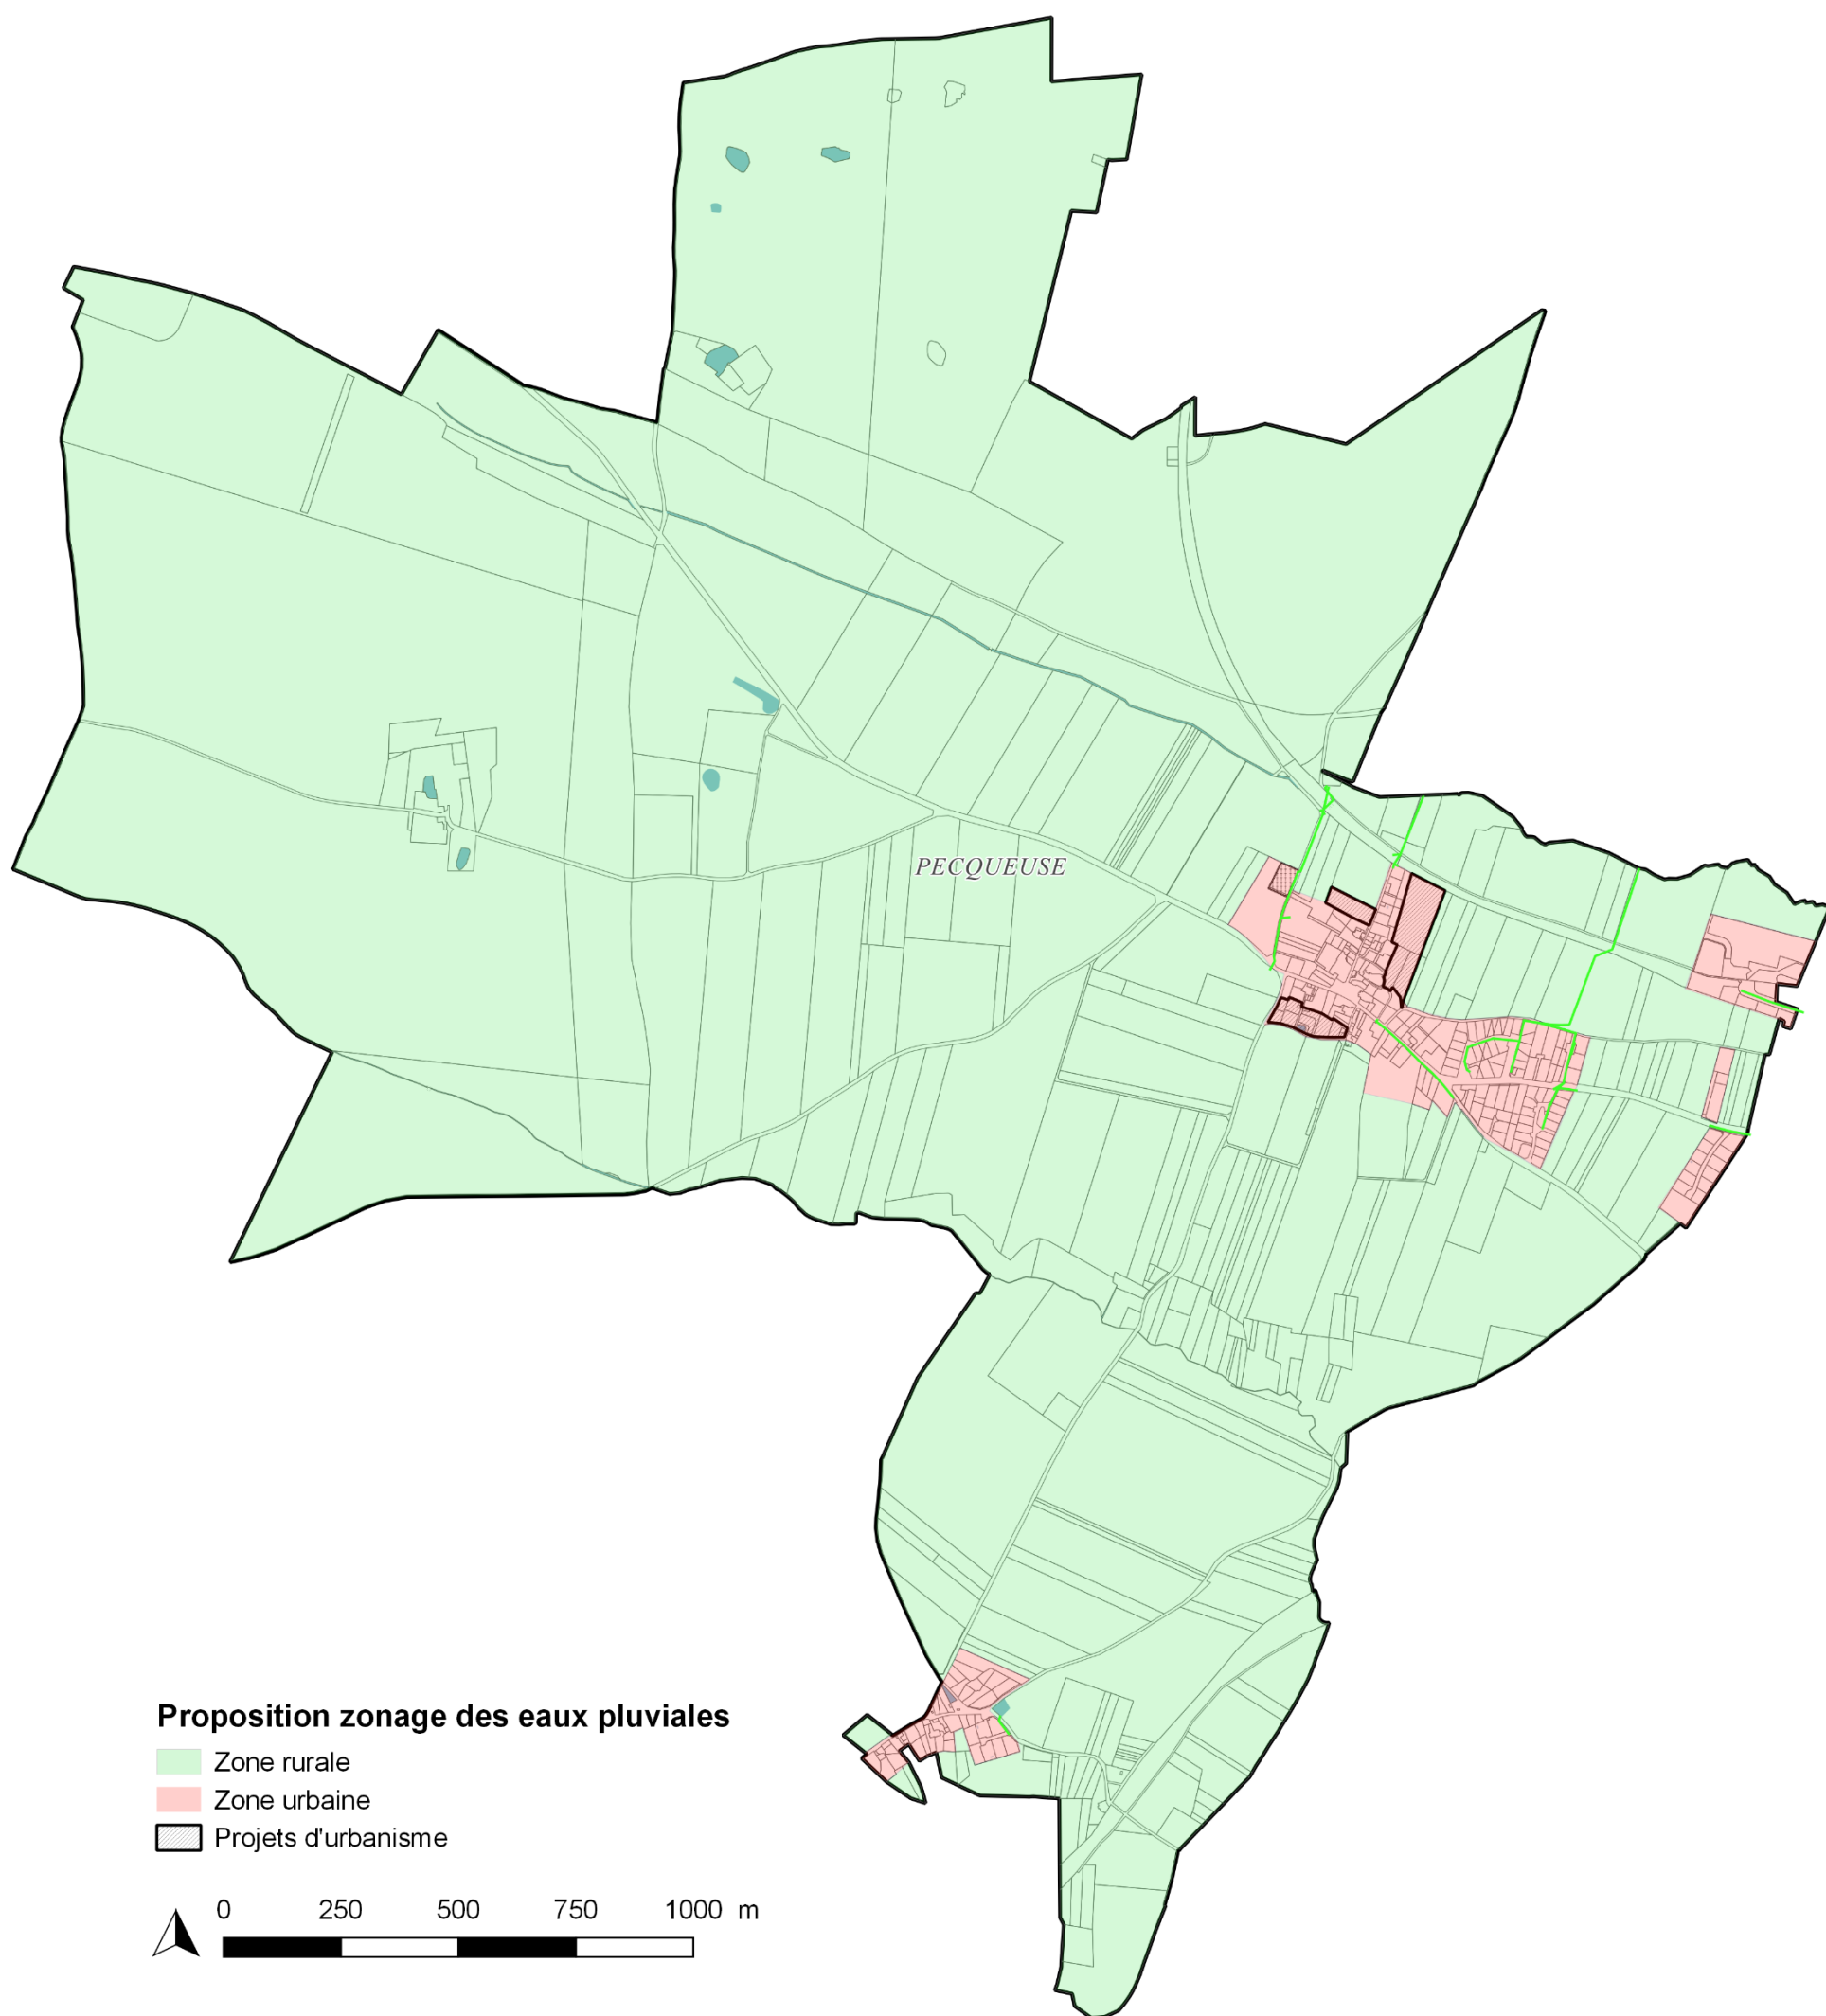 PECQUEUSE
Proposition zonage des eaux pluviales
Zone rurale
Zone urbaine
Projets d'urbanisme
0 250 500 750 1000 m